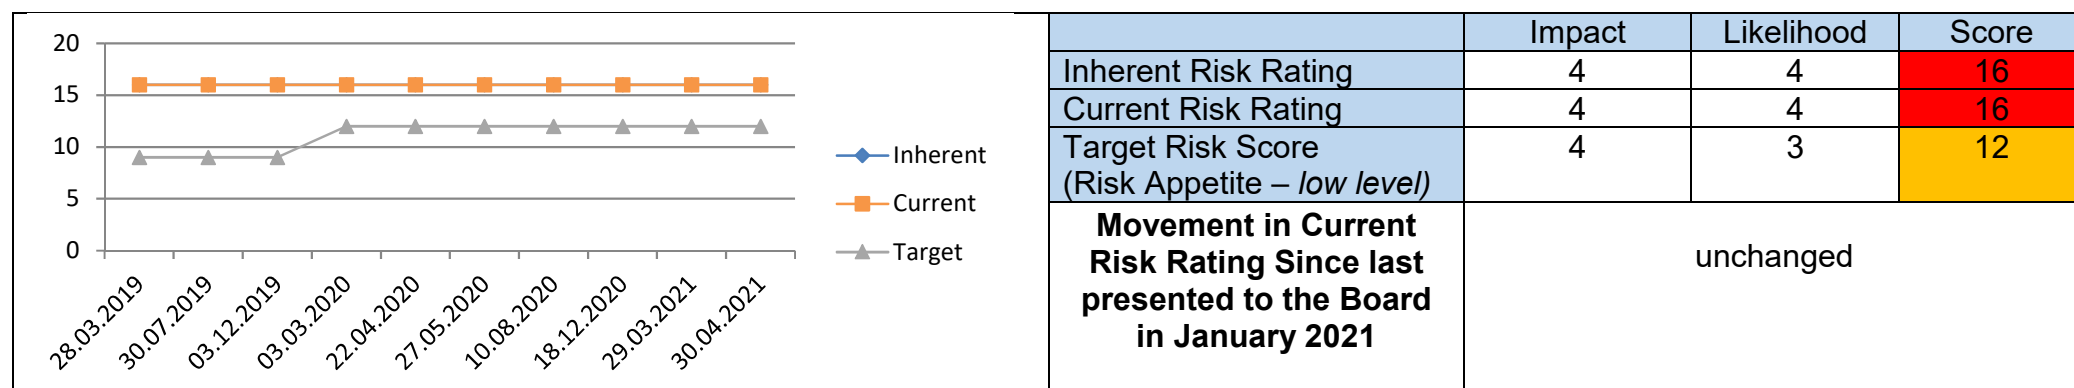 20
15
10
5
0
28.03.2019
30.07.2019
03.12.2019
03.03.2020
22.04.2020
27.05.2020
10.08.2020
18.12.2020
29.03.2021
30.04.2021
Inherent
Current
Target
Impact Likelihood Score
Inherent Risk Rating 4 4 16
Current Risk Rating 4 4 16
Target Risk Score 4 3 12
(Risk Appetite – low level)
Movement in Current
Risk Rating Since last
presented to the Board
in January 2021
unchanged